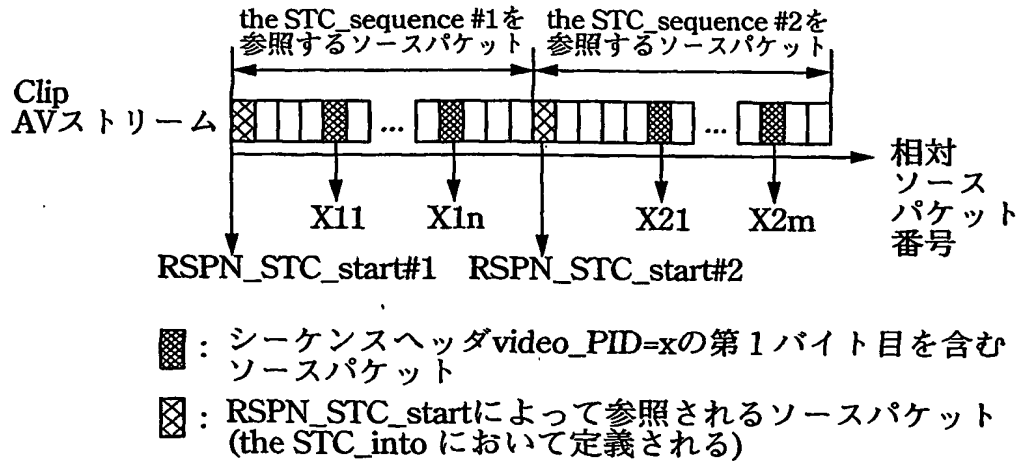 the STC_sequence #1を
参照するソースパケット
the STC_sequence #2を
参照するソースパケット
Clip
AVストリーム
...
...
相対
ソース
パケット
番号
X11
X1n
X21
X2m
RSPN_STC_start#1
RSPN_STC_start#2
: シーケンスヘッダvideo_PID=xの第1バイト目を含む
ソースパケット
: RSPN_STC_startによって参照されるソースパケット
(the STC_into において定義される)